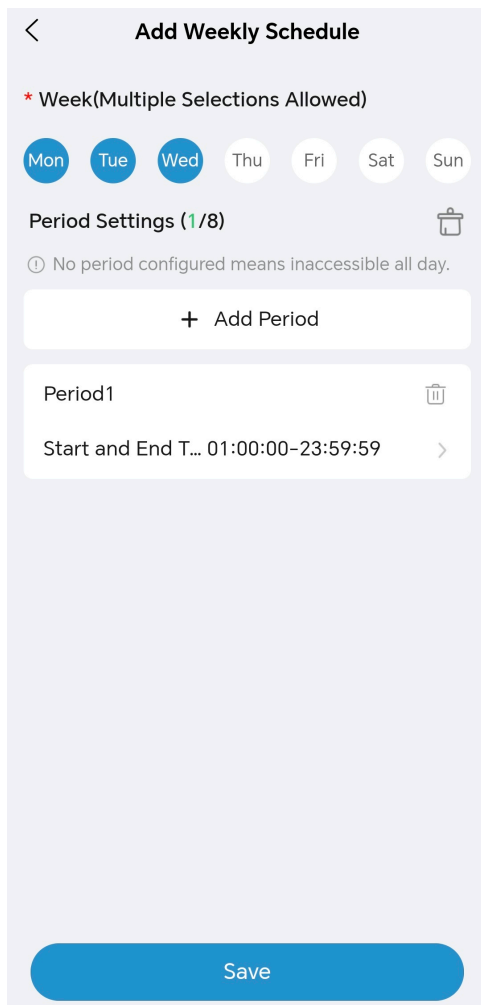 Add Weekly Schedule
* Week(Multiple Selections Allowed)
Mon Tue Wed Thu Fri Sat Sun
Period Settings (1/8)
No period configured means inaccessible all day.
+ Add Period
Period1
Start and End T... 01:00:00-23:59:59
Save